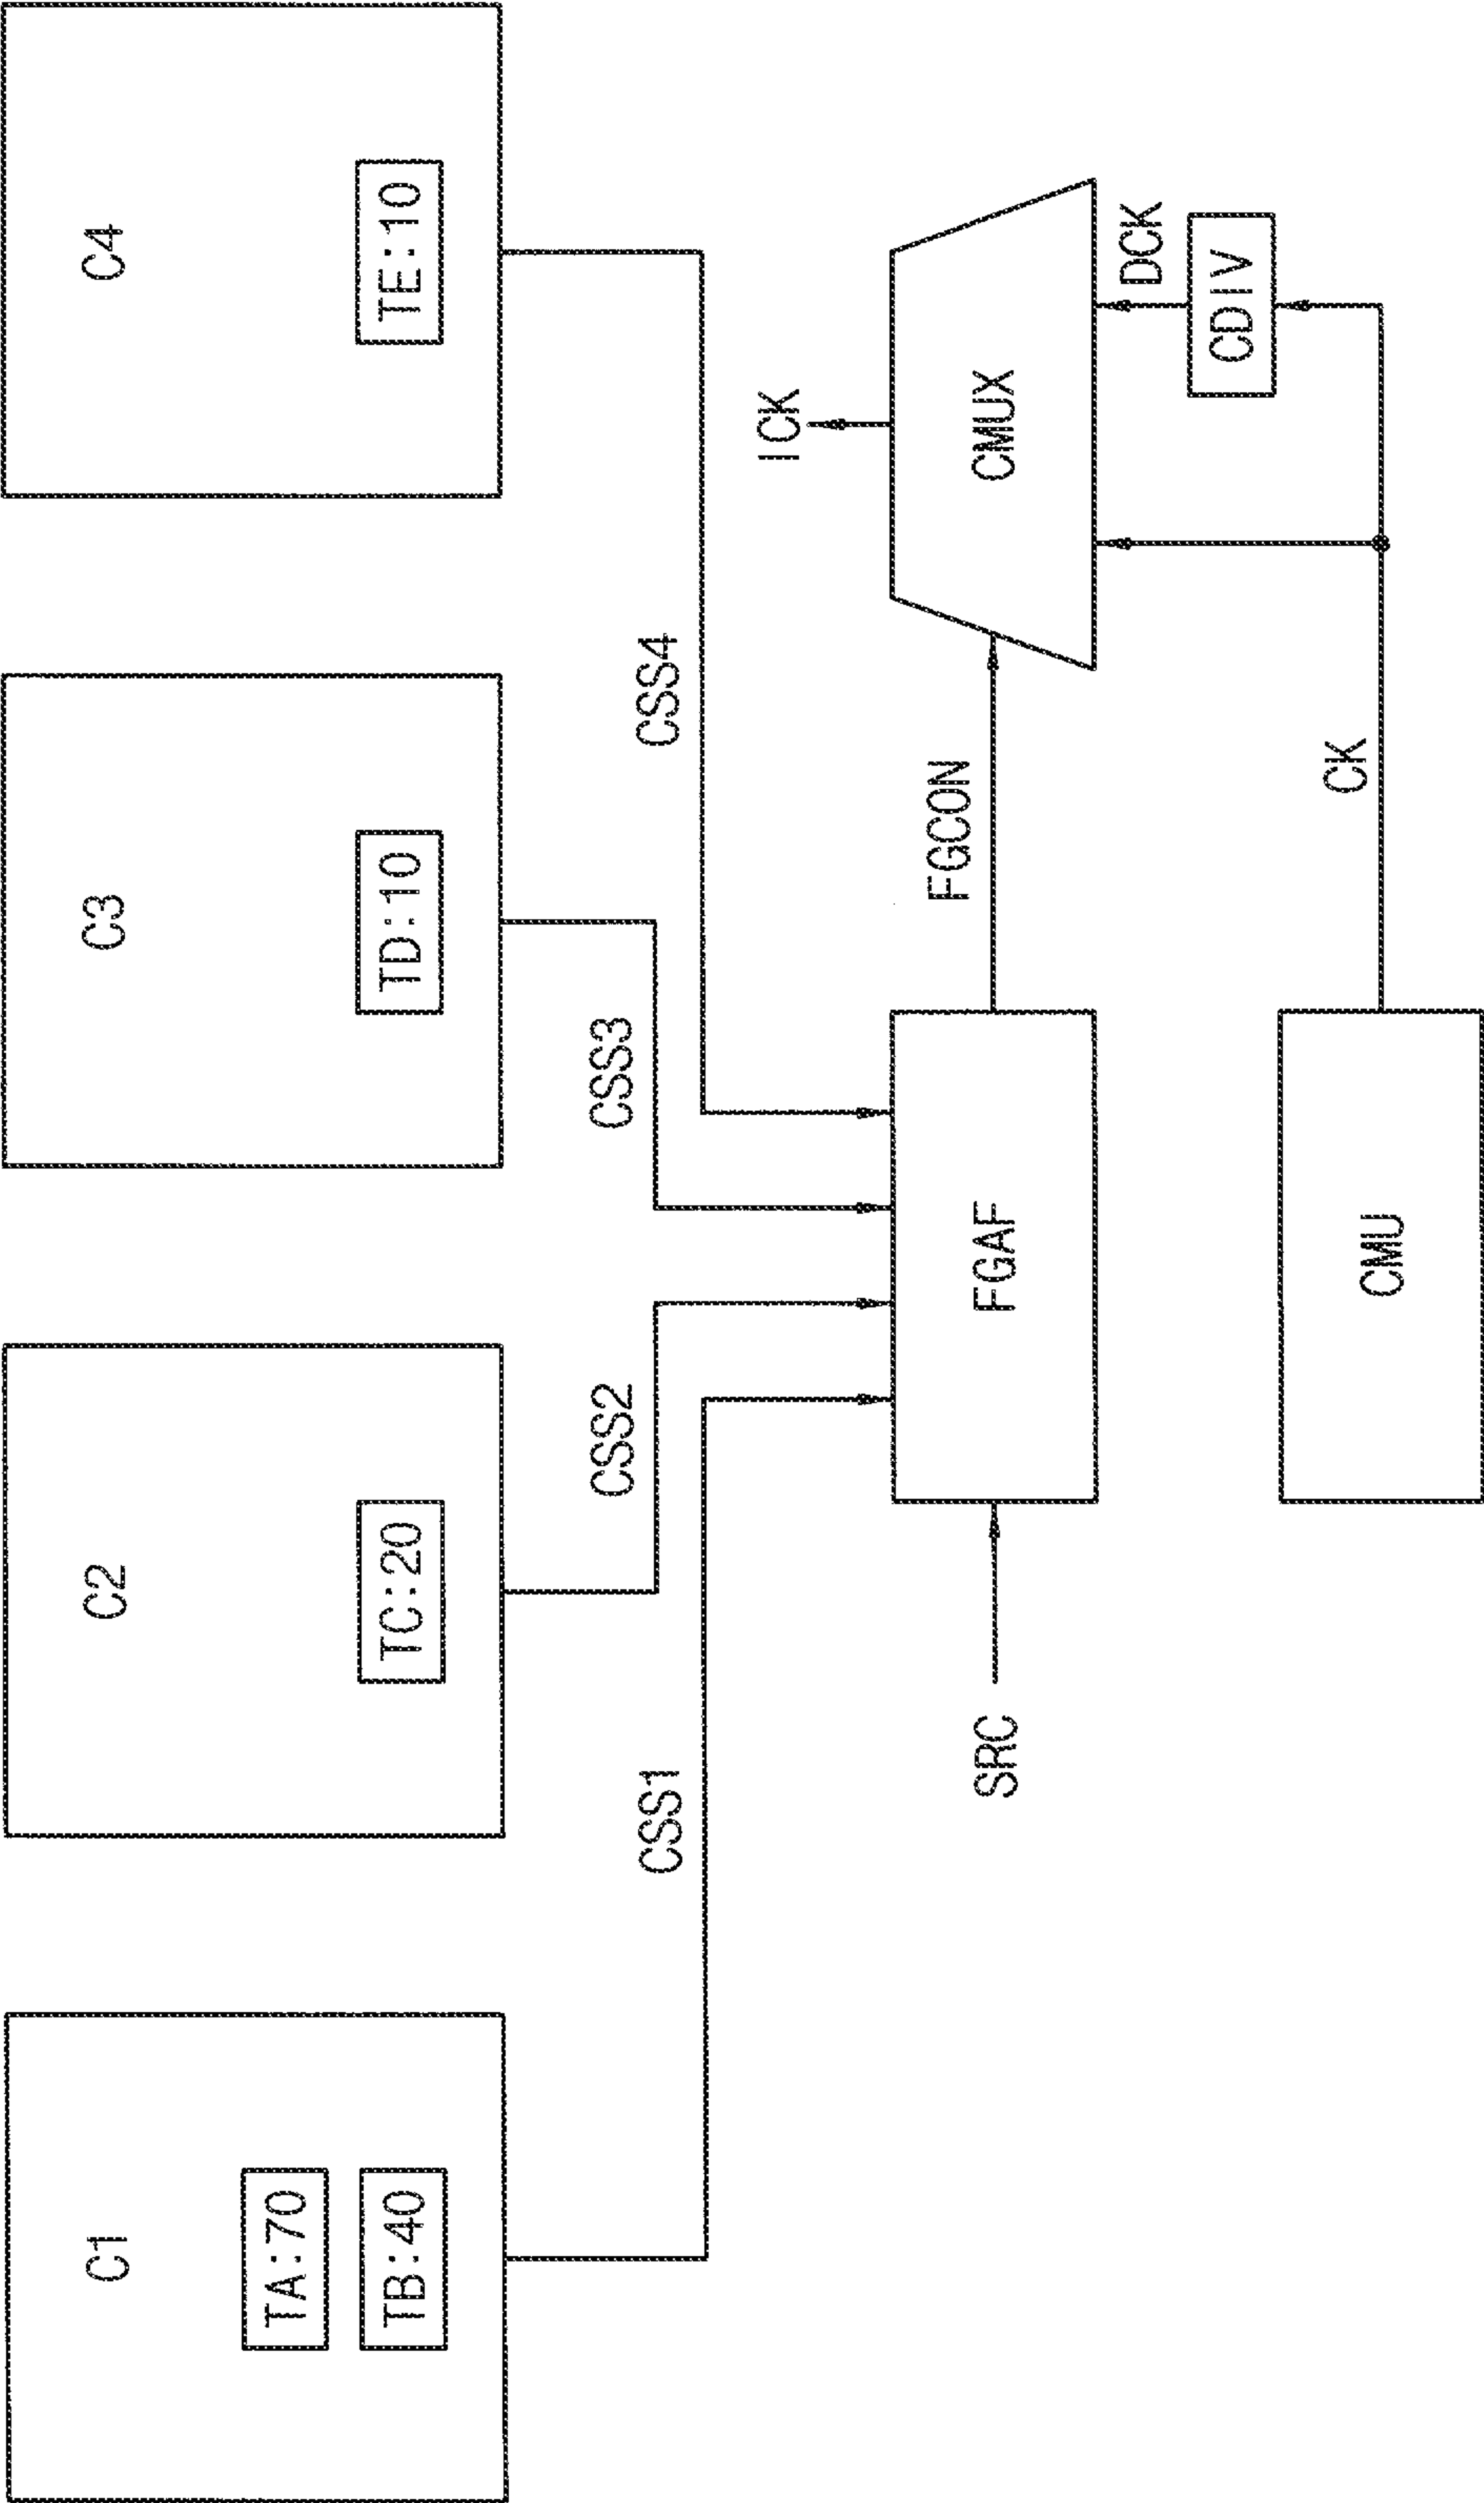 C1
C2
C3
C4
TA:70
TB:40
TC:20
TD:10
TE:10
CSS1
CSS2
CSS3
CSS4
SRC
FGAF
FGCON
CMUX
ICK
DCK
CDIV
CK
CMU